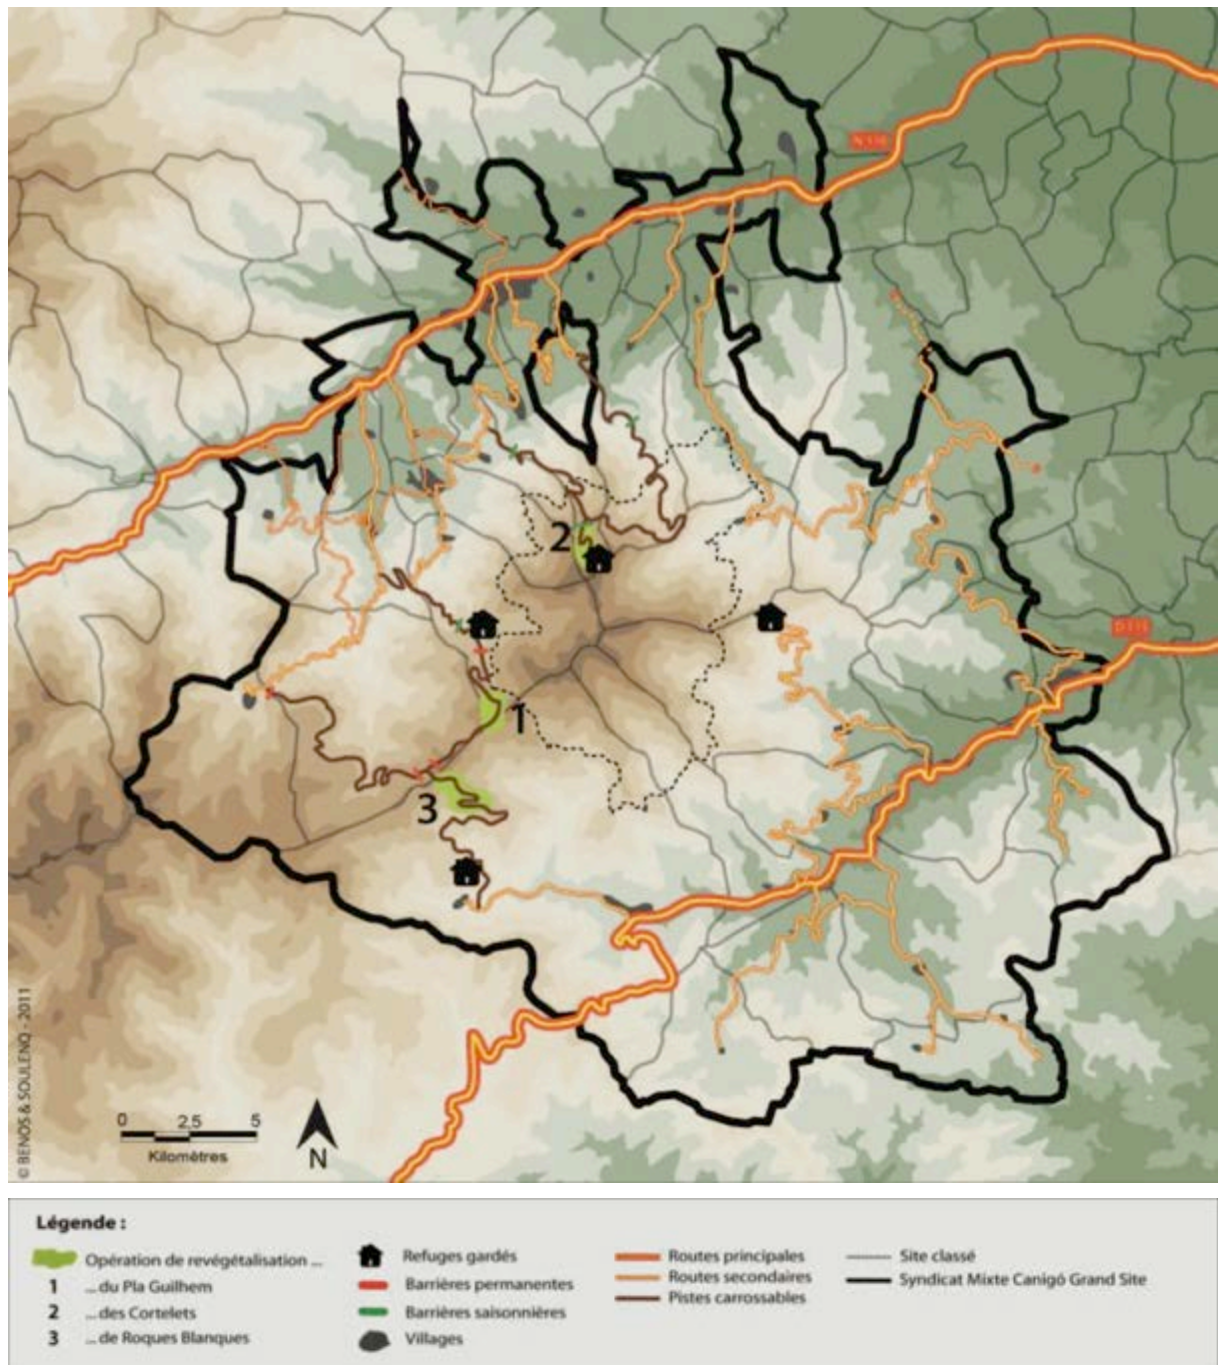 N 116
D 115
2
1
3
© BENOS & SOULENQ - 2011
0 2,5 5
Kilomètres
N
Légende :
Opération de revégétalisation ...
1 ... du Pla Guilhem
2 ... des Cortelets
3 ... de Roques Blanques
Refuges gardés
Barrières permanentes
Barrières saisonnières
Villages
Routes principales
Routes secondaires
Pistes carrossables
Site classé
Syndicat Mixte Canigó Grand Site